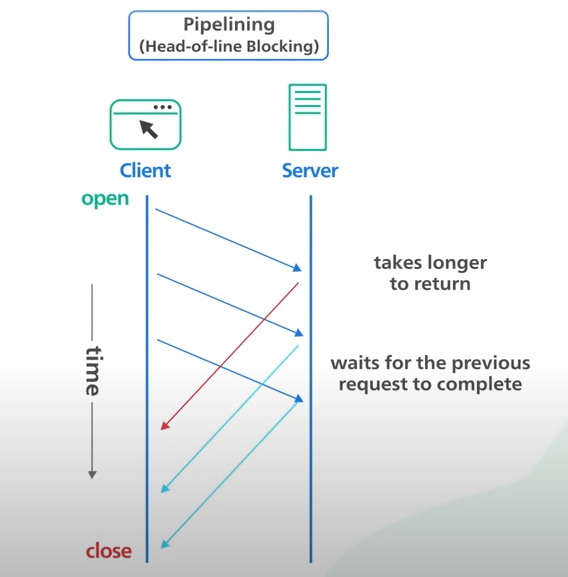 Pipelining
(Head-of-line Blocking)
Client
Server
open
takes longer
to return
time
waits for the previous
request to complete
close